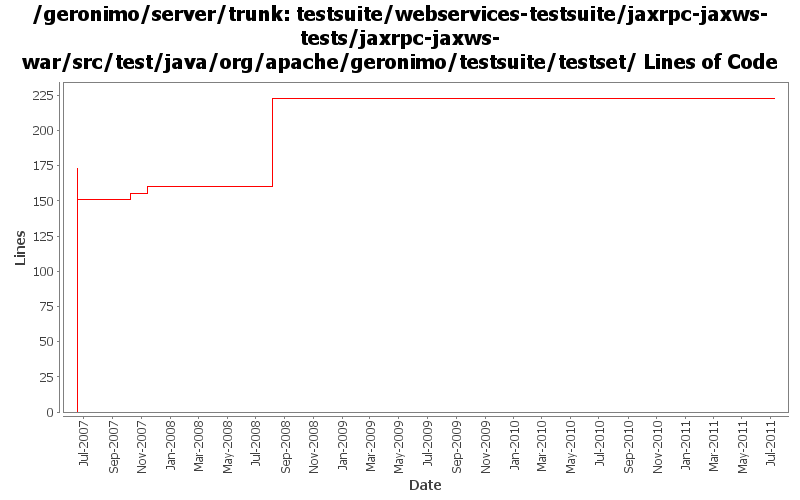 /geronimo/server/trunk: testsuite/webservices-testsuite/jaxrpc-jaxws-
tests/jaxrpc-jaxws-
war/src/test/java/org/apache/geronimo/testsuite/testset/ Lines of Code
225
200
175
150
125
100
75
50
25
0
Lines
Jul-2007
Sep-2007
Nov-2007
Jan-2008
Mar-2008
May-2008
Jul-2008
Sep-2008
Nov-2008
Jan-2009
Mar-2009
May-2009
Jul-2009
Sep-2009
Nov-2009
Jan-2010
Mar-2010
May-2010
Jul-2010
Sep-2010
Nov-2010
Jan-2011
Mar-2011
May-2011
Jul-2011
Date